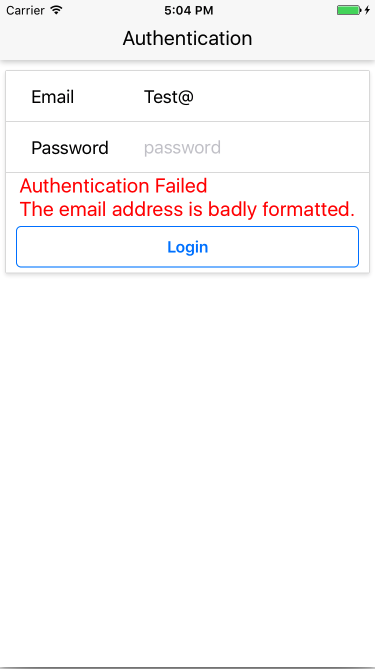 Carrier 5:04 PM
Authentication
Email Test@
Password password
Authentication Failed
The email address is badly formatted.
Login